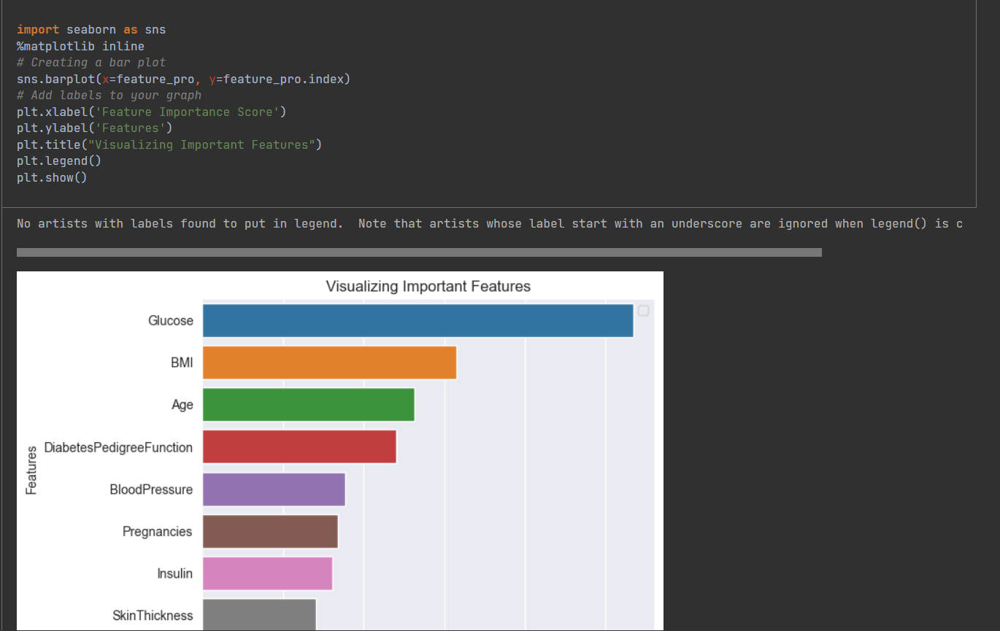 import seaborn as sns
%matplotlib inline
# Creating a bar plot
sns.barplot(x=feature_pro, y=feature_pro.index)
# Add labels to your graph
plt.xlabel('Feature Importance Score')
plt.ylabel('Features')
plt.title("Visualizing Important Features")
plt.legend()
plt.show()
No artists with labels found to put in legend.  Note that artists whose label start with an underscore are ignored when legend() is c
Visualizing Important Features
Glucose
BMI
Age
DiabetesPedigreeFunction
Features
BloodPressure
Pregnancies
Insulin
SkinThickness